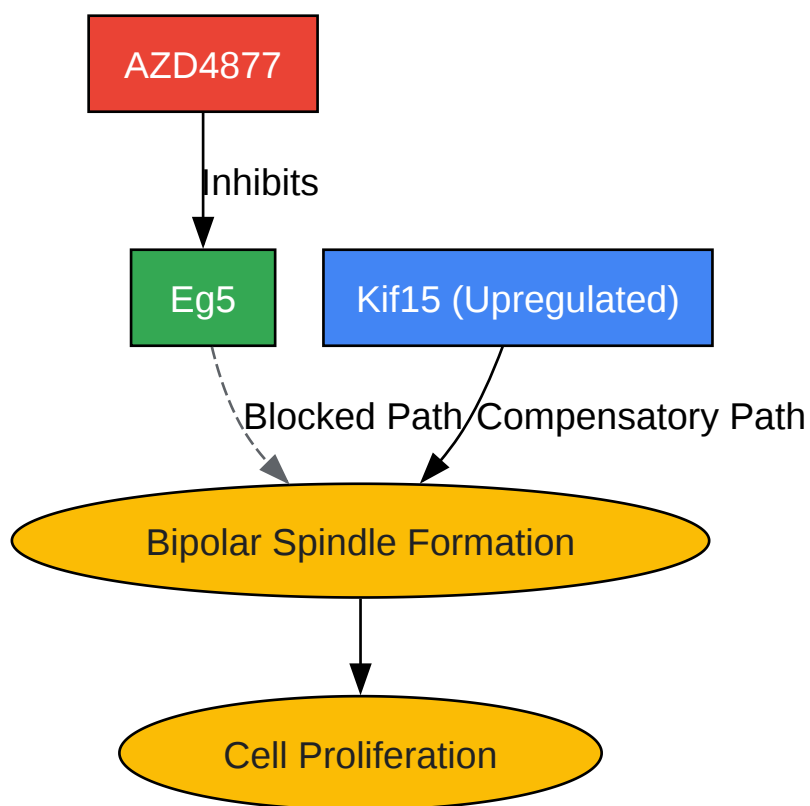 AZD4877
Inhibits
Eg5
Kif15 (Upregulated)
Blocked Path
Compensatory Path
Bipolar Spindle Formation
Cell Proliferation